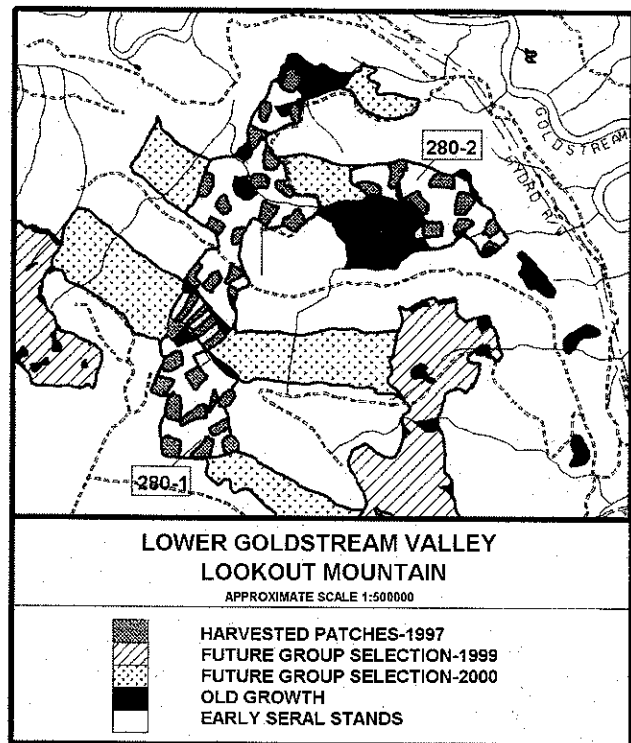 280-2
GOLDSTREAM
HYDRO R/W
280-1
LOWER GOLDSTREAM VALLEY
LOOKOUT MOUNTAIN
APPROXIMATE SCALE 1:500000
HARVESTED PATCHES-1997
FUTURE GROUP SELECTION-1999
FUTURE GROUP SELECTION-2000
OLD GROWTH
EARLY SERAL STANDS